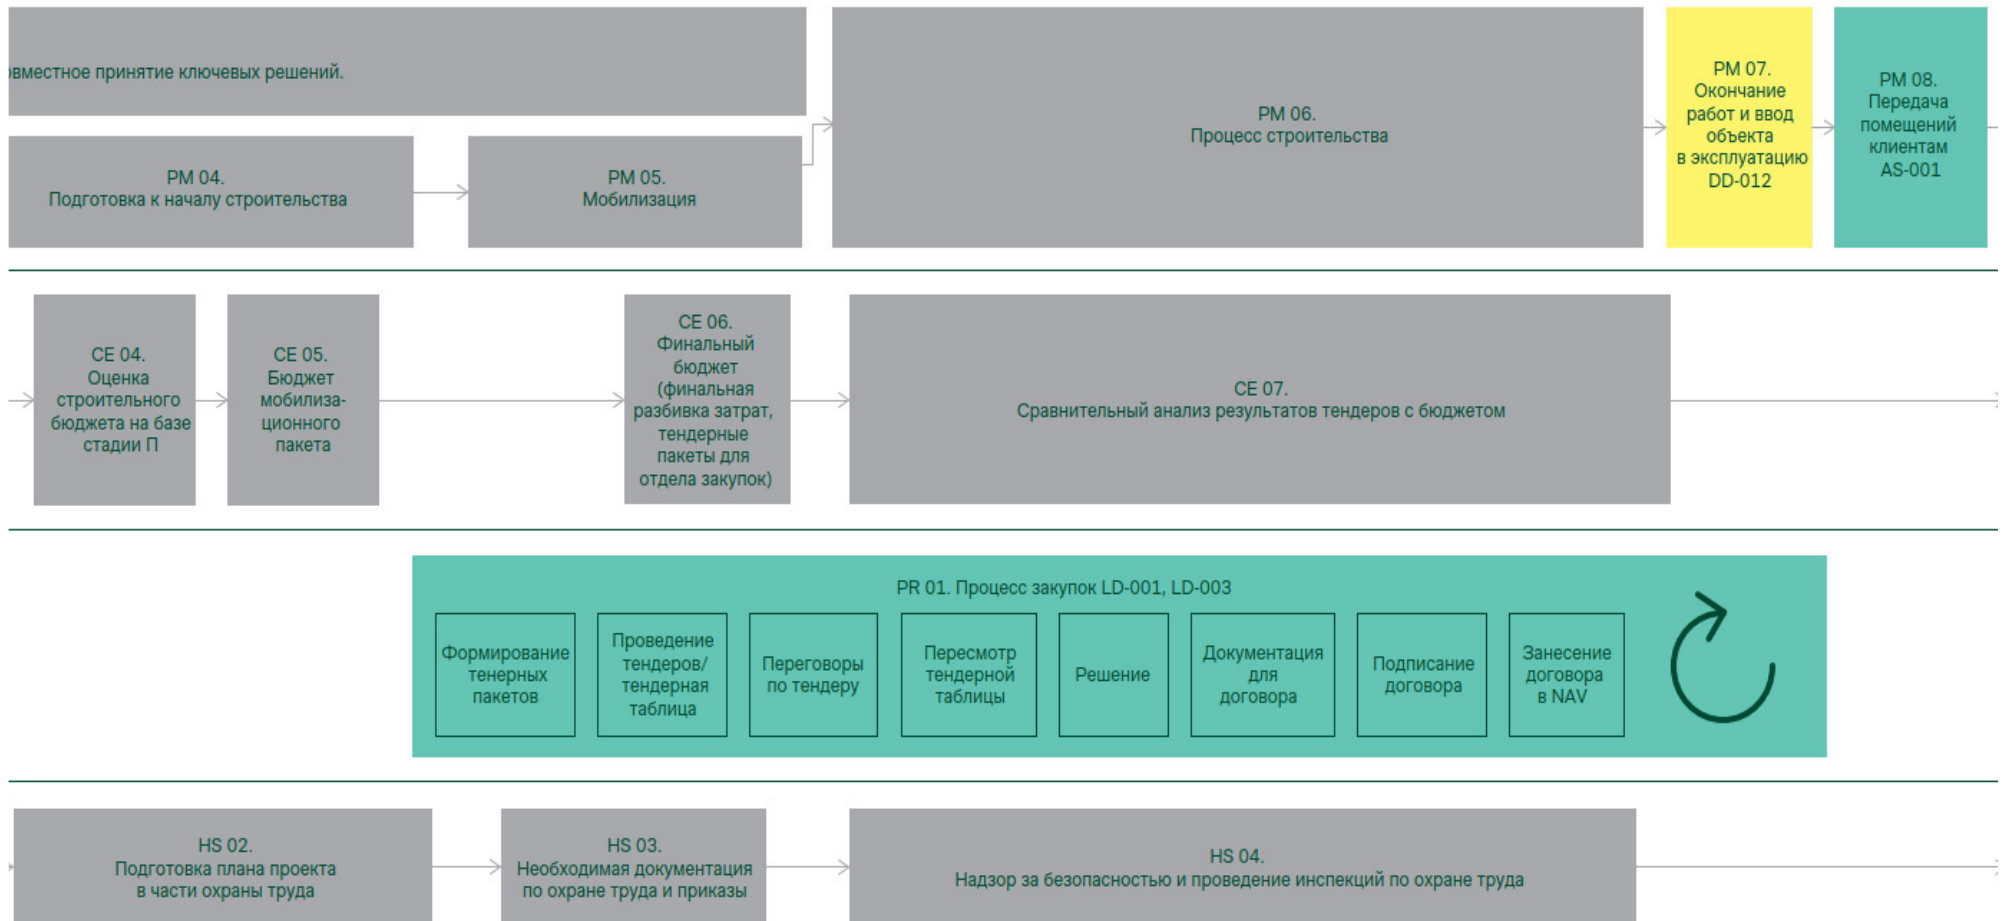 овместное принятие ключевых решений.
PM 04.
Подготовка к началу строительства
PM 05.
Мобилизация
PM 06.
Процесс строительства
PM 07.
Окончание
работ и ввод
объекта
в эксплуатацию
DD-012
PM 08.
Передача
помещений
клиентам
AS-001
CE 04.
Оценка
строительного
бюджета на базе
стадии П
CE 05.
Бюджет
мобилиза-
ционного
пакета
CE 06.
Финальный
бюджет
(финальная
разбивка затрат,
тендерные
пакеты для
отдела закупок)
CE 07.
Сравнительный анализ результатов тендеров с бюджетом
PR 01. Процесс закупок LD-001, LD-003
Формирование
тенерных
пакетов
Проведение
тендеров/
тендерная
таблица
Переговоры
по тендеру
Пересмотр
тендерной
таблицы
Решение
Документация
для
договора
Подписание
договора
Занесение
договора
в NAV
HS 02.
Подготовка плана проекта
в части охраны труда
HS 03.
Необходимая документация
по охране труда и приказы
HS 04.
Надзор за безопасностью и проведение инспекций по охране труда